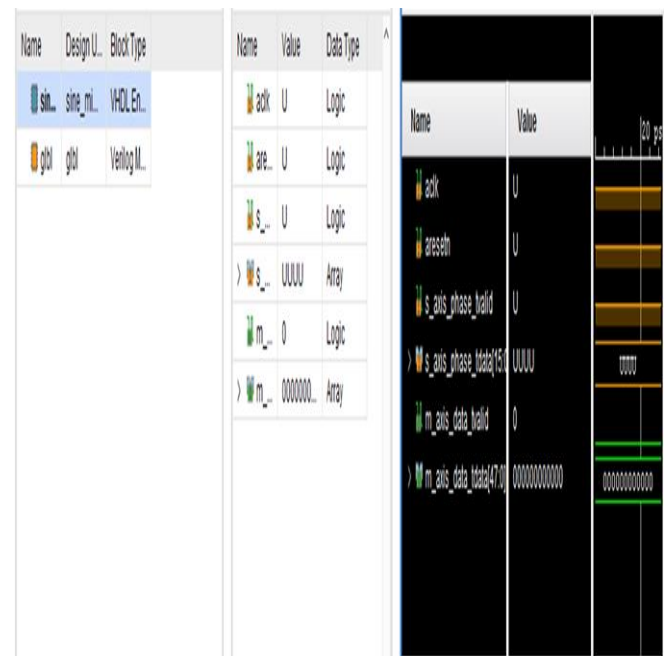 Name Design U... Block Type
sin... sine_mi... VHDL En...
glbl glbl Verilog M...
Name Value Data Type
aclk U Logic
are... U Logic
s_... U Logic
> s_... UUUU Array
m_... 0 Logic
> m_... 0000000... Array
Name Value
20 ps
aclk U
aresetn U
s_axis_phase_tvalid U
> s_axis_phase_tdata[15:0 UUUU UUUU
m_axis_data_tvalid 0
> m_axis_data_tdata[47:0] 000000000000 000000000000